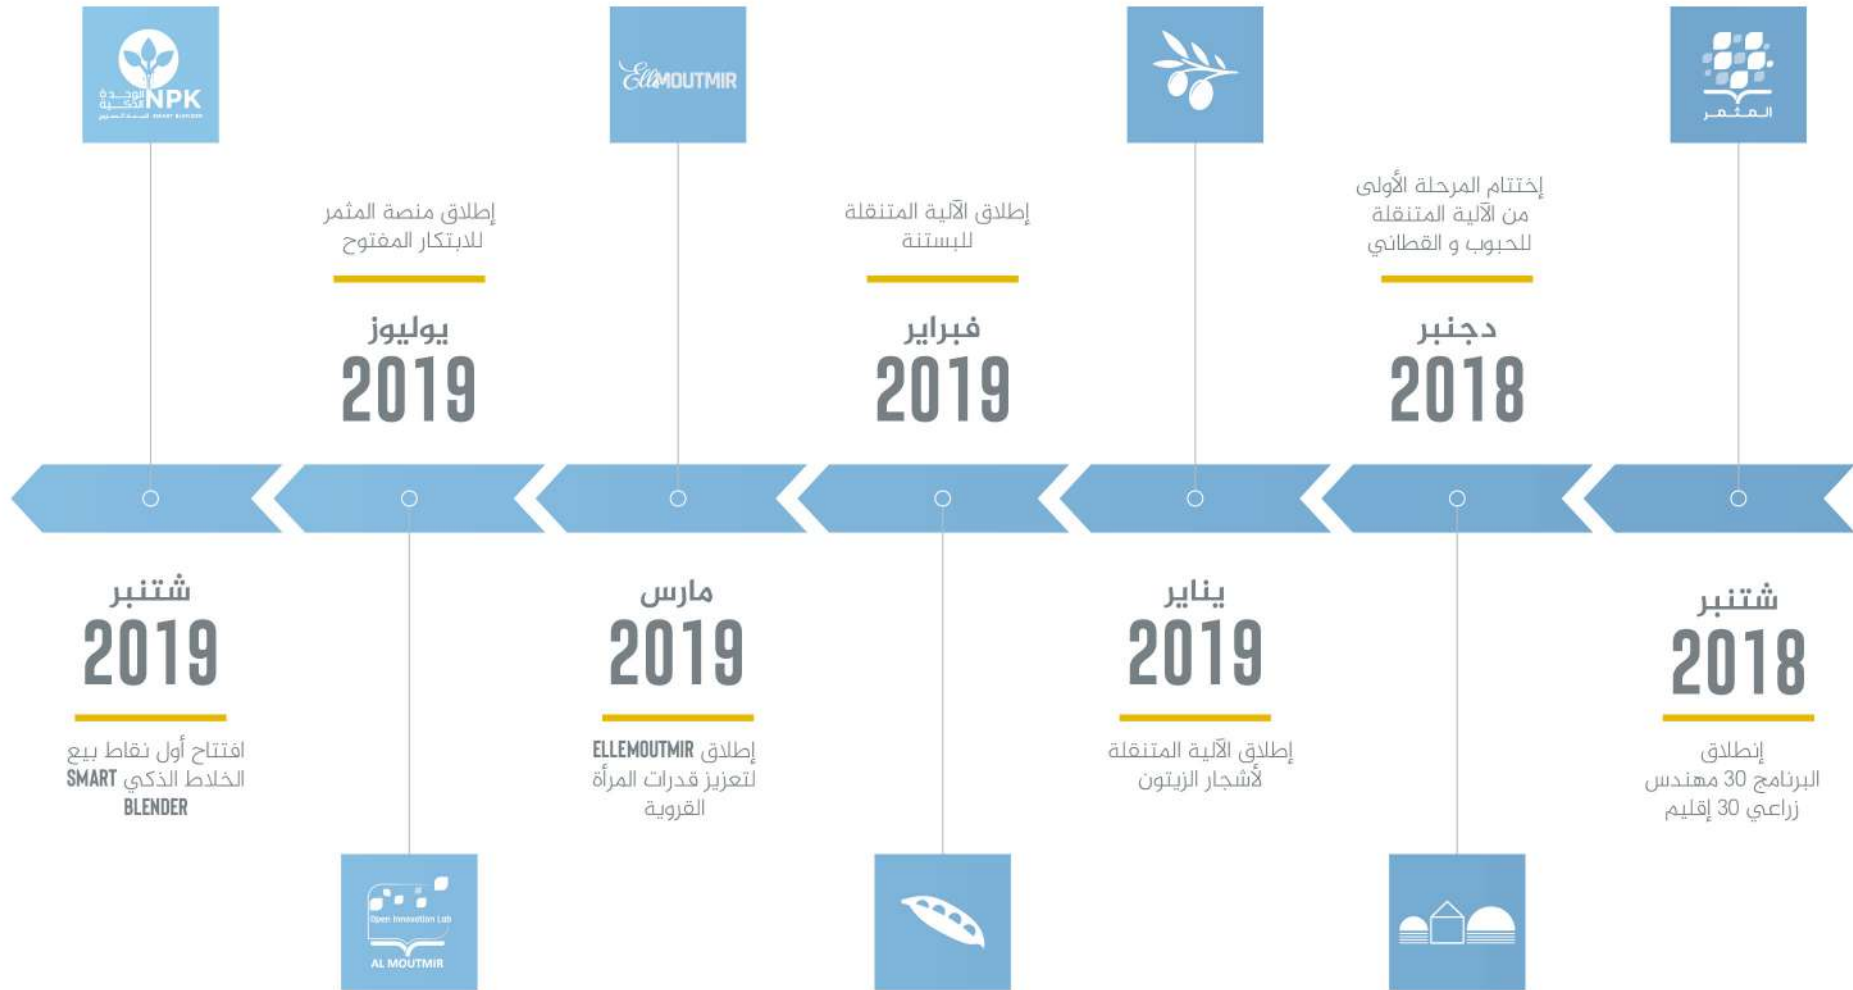 المثمر
شتنبر
2018
إنطلاق
البرنامج 30 مهندس
زراعي 30 إقليم
إختتام المرحلة الأولى
من الآلية المتنقلة
للحبوب و القطاني
دجنبر
2018
يناير
2019
إطلاق الآلية المتنقلة
لأشجار الزيتون
إطلاق الآلية المتنقلة
للبستنة
فبراير
2019
ElleMOUTMIR
مارس
2019
إطلاق ELLEMOUTMIR
لتعزيز قدرات المرأة
القروية
إطلاق منصة المثمر
للابتكار المفتوح
يوليوز
2019
Open Innovation Lab
AL MOUTMIR
الوحدة
الذكية NPK
SMART BLENDER
شتنبر
2019
افتتاح أول نقاط بيع
الخلاط الذكي SMART
BLENDER